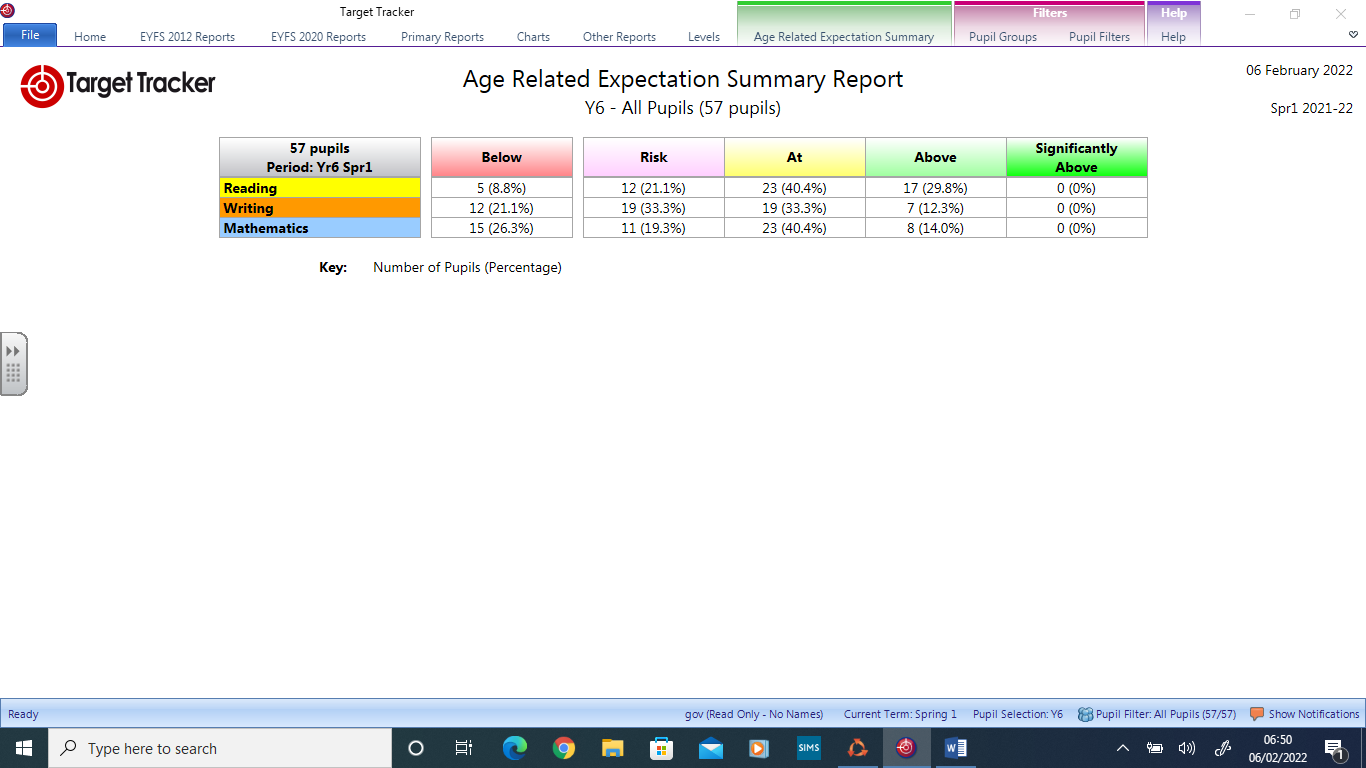 Target Tracker
Filters
Help
File Home EYFS 2012 Reports EYFS 2020 Reports Primary Reports Charts Other Reports Levels Age Related Expectation Summary Pupil Groups Pupil Filters Help
Target Tracker
Age Related Expectation Summary Report
06 February 2022
Y6 - All Pupils (57 pupils)
Spr1 2021-22
57 pupils
Period: Yr6 Spr1
Below Risk At Above Significantly Above
Reading 5 (8.8%) 12 (21.1%) 23 (40.4%) 17 (29.8%) 0 (0%)
Writing 12 (21.1%) 19 (33.3%) 19 (33.3%) 7 (12.3%) 0 (0%)
Mathematics 15 (26.3%) 11 (19.3%) 23 (40.4%) 8 (14.0%) 0 (0%)
Key: Number of Pupils (Percentage)
Ready gov (Read Only - No Names) Current Term: Spring 1 Pupil Selection: Y6 Pupil Filter: All Pupils (57/57) Show Notifications
Type here to search
SIMS
W
06:50
06/02/2022
1